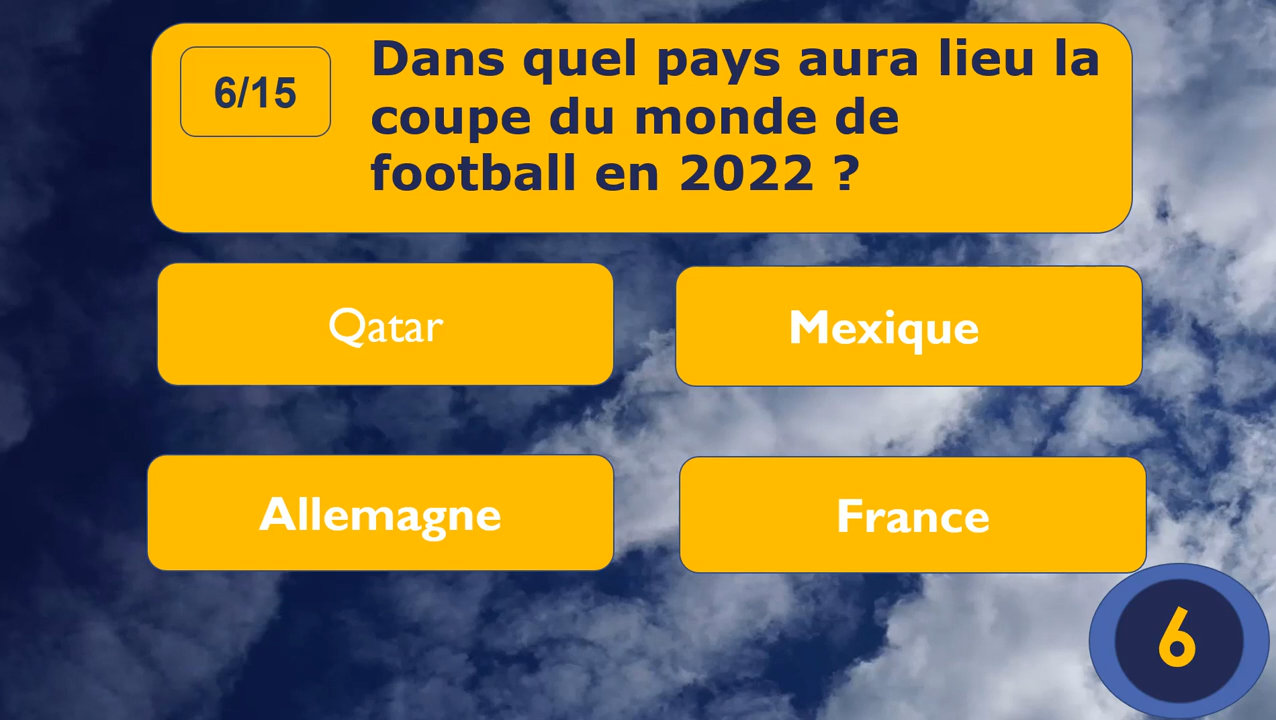 6/15
Dans quel pays aura lieu la
coupe du monde de
football en 2022 ?
Qatar
Mexique
Allemagne
France
6